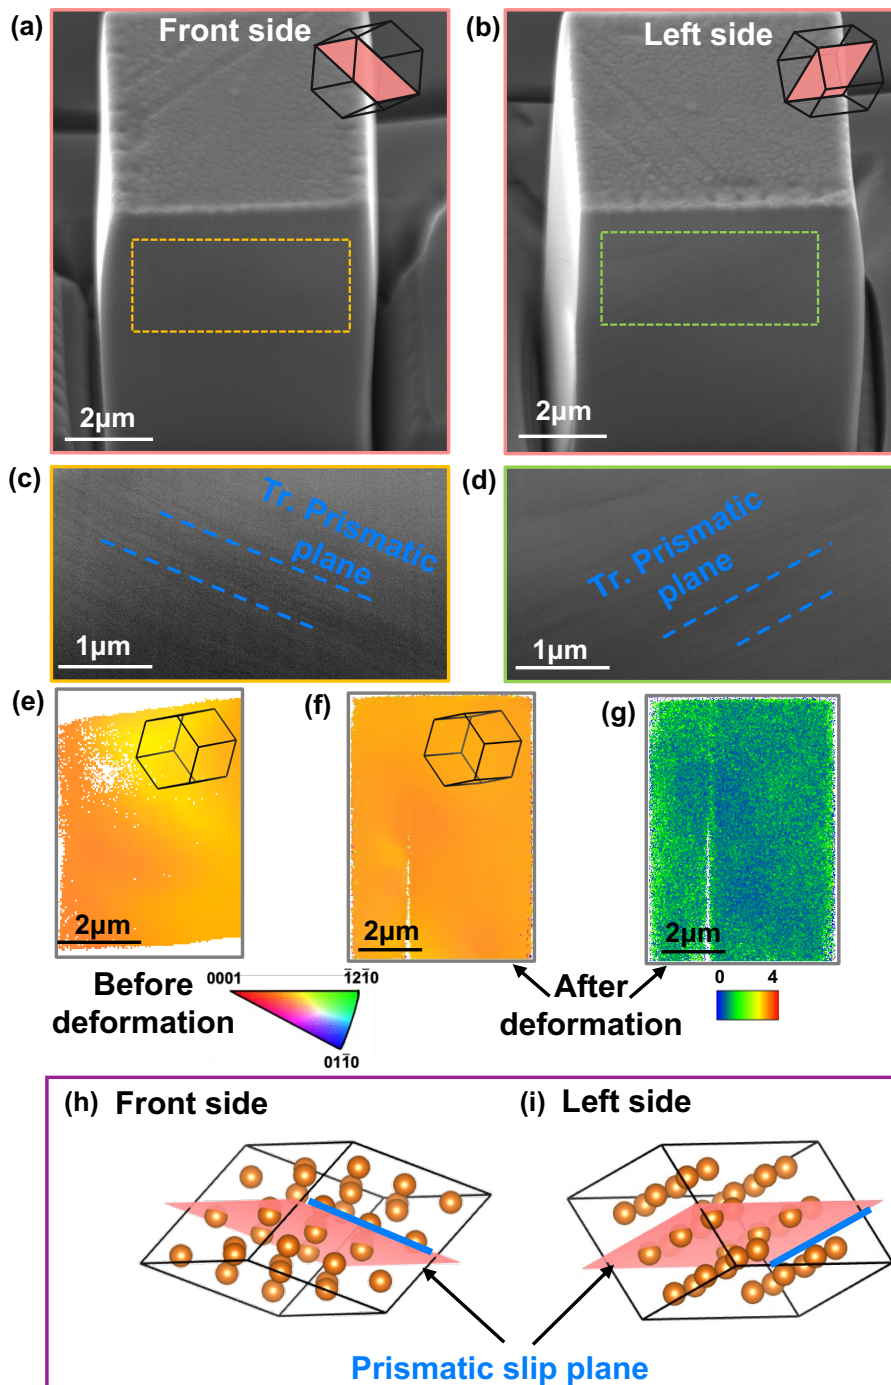 (a) Front side
2μm
(b) Left side
2μm
(c) Tr. Prismatic
plane
1μm
(d) Tr. Prismatic
plane
1μm
(e)
2μm
(f)
2μm
(g)
2μm
Before
deformation
0001
1̄21̄0
011̄0
After
deformation
0 4
(h) Front side
(i) Left side
Prismatic slip plane